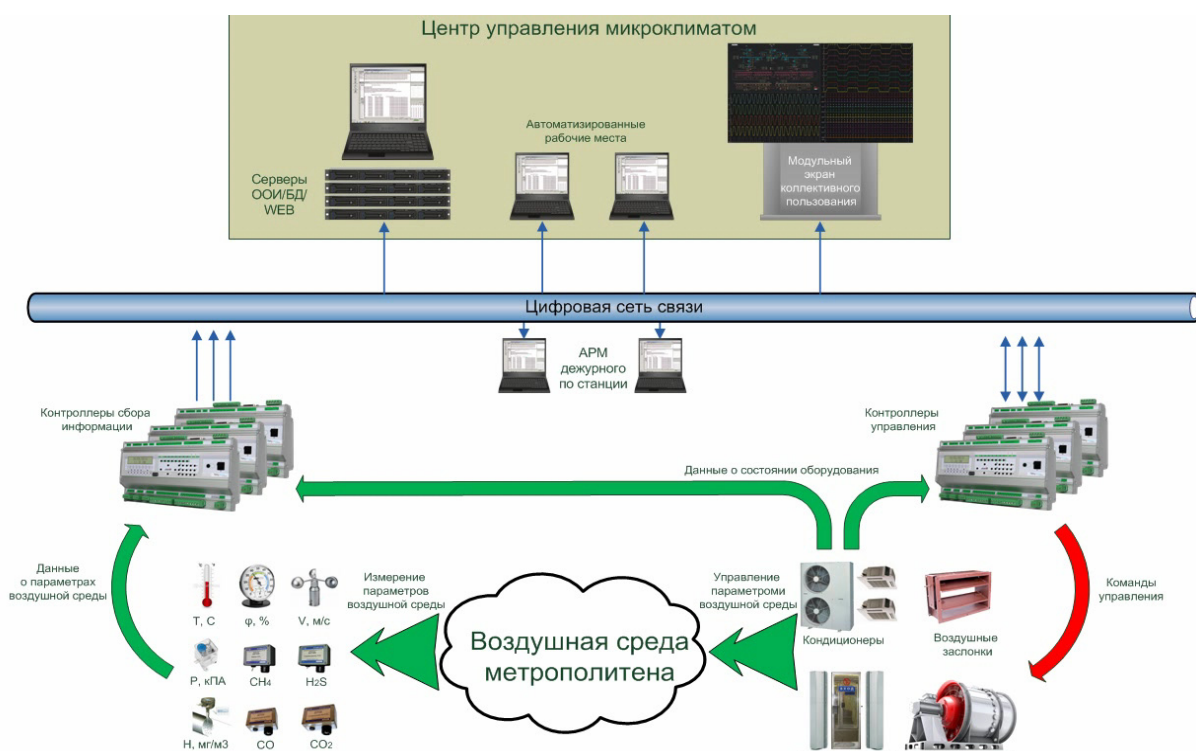 Центр управления микроклиматом
Автоматизированные
рабочие места
Серверы
ООИ/БД/
WEB
Модульный
экран
коллективного
пользования
Цифровая сеть связи
АРМ
дежурного
по станции
Контроллеры сбора
информации
Контроллеры
управления
Данные о состоянии оборудования
Данные
о параметрах
воздушной среды
Измерение
параметров
воздушной среды
Управление
параметроми
воздушной среды
Команды
управления
T, C
φ, %
V, м/с
Кондиционеры
Воздушные
заслонки
Воздушная среда
метрополитена
P, кПА
CH4
H2S
H, мг/м3
CO
CO2